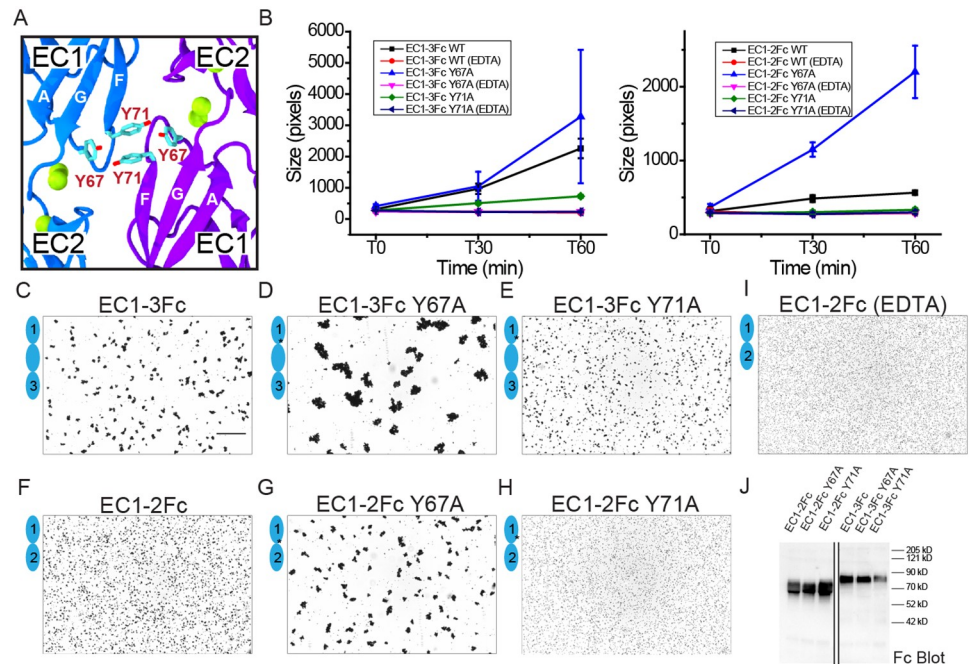 A
EC1
EC2
F
G
A
Y71
Y67
Y71
Y67
F
G
A
EC2
EC1
B
EC1-3Fc WT
EC1-3Fc WT (EDTA)
EC1-3Fc Y67A
EC1-3Fc Y67A (EDTA)
EC1-3Fc Y71A
EC1-3Fc Y71A (EDTA)
Size (pixels)
6000
5000
4000
3000
2000
1000
0
T0
T30
T60
Time (min)
EC1-2Fc WT
EC1-2Fc WT (EDTA)
EC1-2Fc Y67A
EC1-2Fc Y67A (EDTA)
EC1-2Fc Y71A
EC1-2Fc Y71A (EDTA)
Size (pixels)
2000
1000
0
T0
T30
T60
Time (min)
C
EC1-3Fc
1
3
D
EC1-3Fc Y67A
1
3
E
EC1-3Fc Y71A
1
3
I
EC1-2Fc (EDTA)
1
2
F
EC1-2Fc
1
2
G
EC1-2Fc Y67A
1
2
H
EC1-2Fc Y71A
1
2
J
EC1-2Fc
EC1-2Fc Y67A
EC1-2Fc Y71A
EC1-3Fc
EC1-3Fc Y67A
EC1-3Fc Y71A
205 kD
121 kD
90 kD
70 kD
52 kD
42 kD
Fc Blot